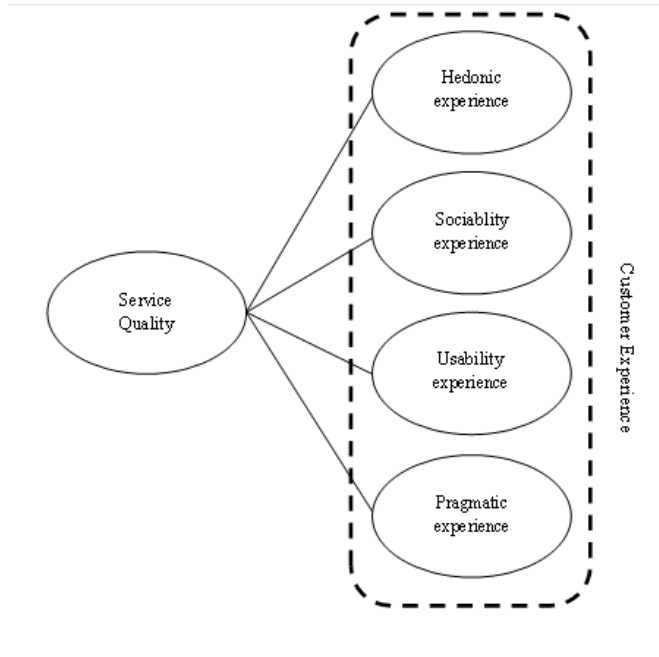 Hedonic
experience
Sociablity
experience
Service
Quality
Usability
experience
Pragmatic
experience
Customer Experience